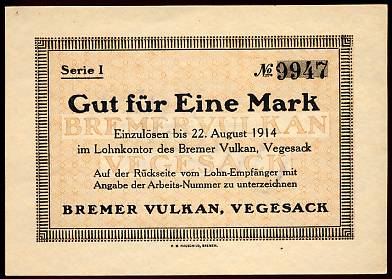 Serie I
№ 9947
Gut für Eine Mark
BREMER VULKAN
VEGESACK
Einzulösen bis 22. August 1914
im Lohnkontor des Bremer Vulkan, Vegesack
Auf der Rückseite vom Lohn-Empfänger mit
Angabe der Arbeits-Nummer zu unterzeichnen
BREMER VULKAN, VEGESACK